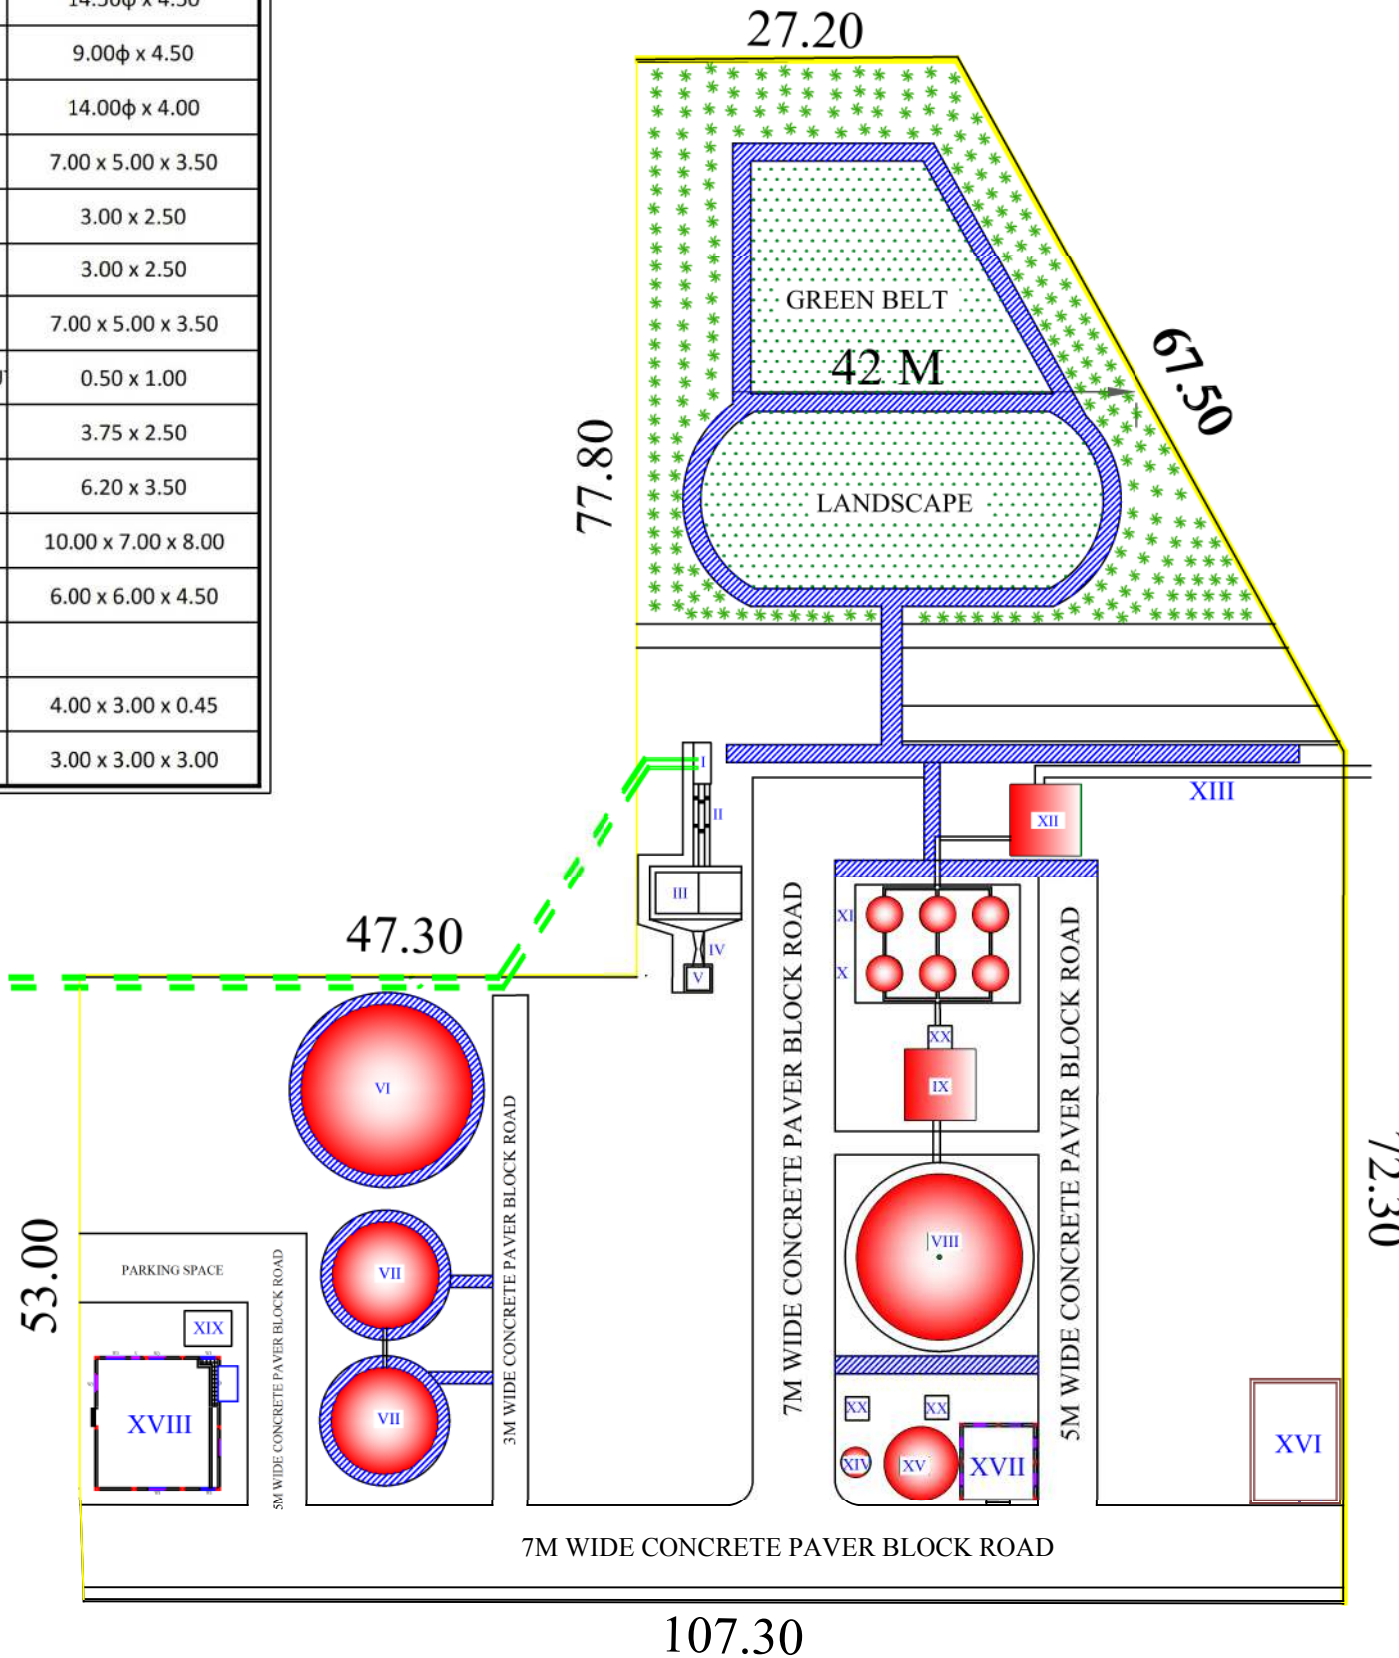 14.50ф x 4.50
9.00ф x 4.50
14.00ф x 4.00
7.00 x 5.00 x 3.50
3.00 x 2.50
3.00 x 2.50
7.00 x 5.00 x 3.50
0.50 x 1.00
3.75 x 2.50
6.20 x 3.50
10.00 x 7.00 x 8.00
6.00 x 6.00 x 4.50
4.00 x 3.00 x 0.45
3.00 x 3.00 x 3.00
27.20
GREEN BELT
42 M
67.50
77.80
LANDSCAPE
I
II
III
IV
V
XII
XIII
XI
X
XX
IX
47.30
VI
VII
VII
VIII
7M WIDE CONCRETE PAVER BLOCK ROAD
5M WIDE CONCRETE PAVER BLOCK ROAD
3M WIDE CONCRETE PAVER BLOCK ROAD
5M WIDE CONCRETE PAVER BLOCK ROAD
72.30
53.00
PARKING SPACE
XIX
XVIII
XX
XX
XIV
XV
XVII
XVI
7M WIDE CONCRETE PAVER BLOCK ROAD
107.30